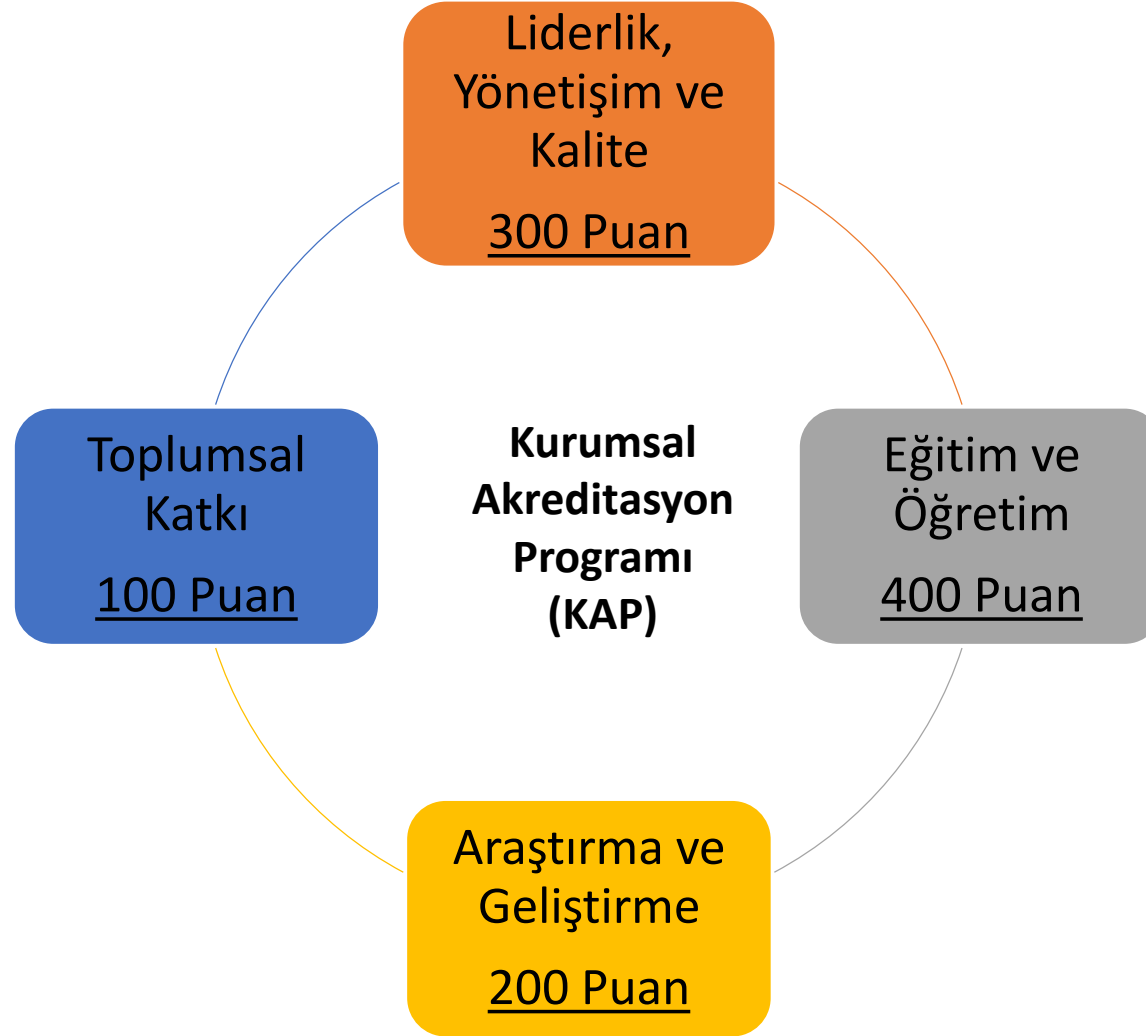 Liderlik,
Yönetişim ve
Kalite
300 Puan
Toplumsal
Katkı
100 Puan
Kurumsal
Akreditasyon
Programı
(KAP)
Eğitim ve
Öğretim
400 Puan
Araştırma ve
Geliştirme
200 Puan